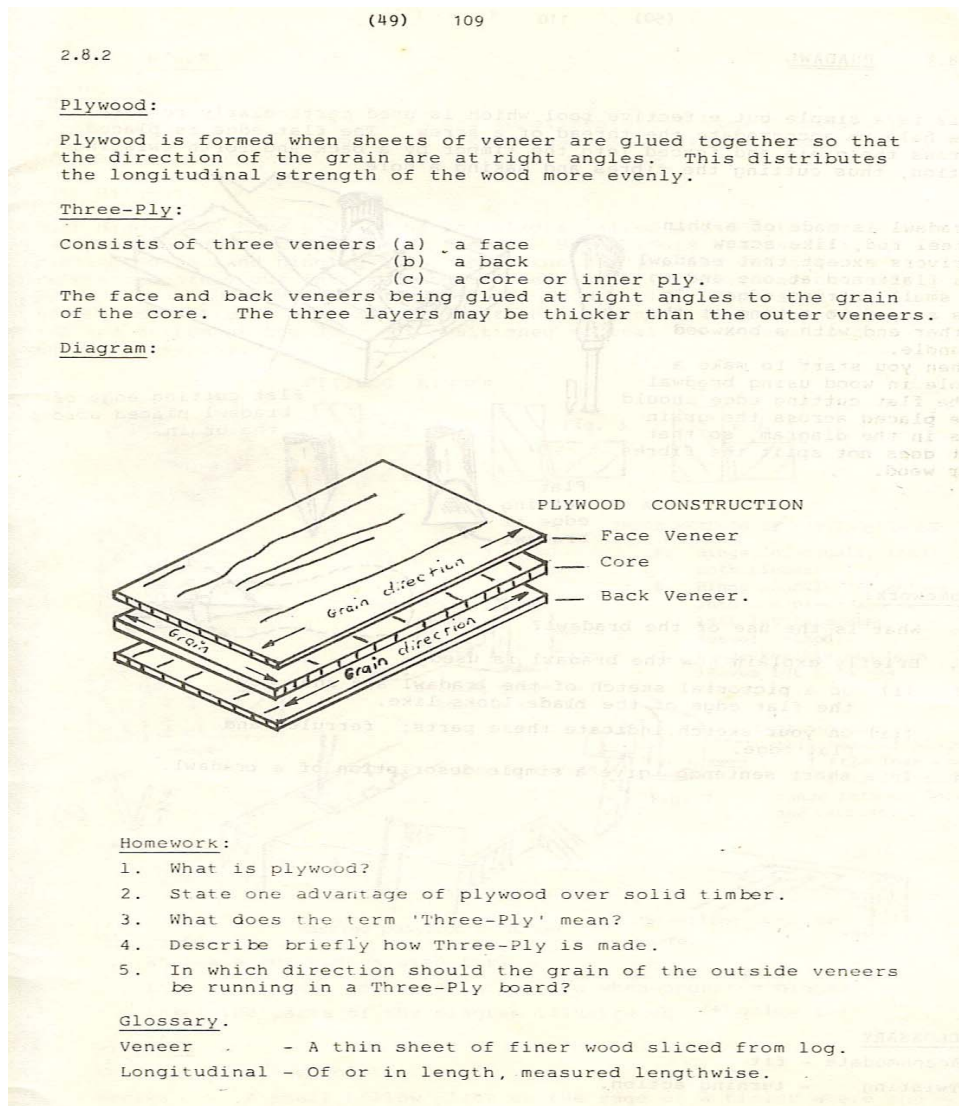 (49) 109
2.8.2
Plywood:
Plywood is formed when sheets of veneer are glued together so that
the direction of the grain are at right angles. This distributes
the longitudinal strength of the wood more evenly.
Three-Ply:
Consists of three veneers (a) a face
(b) a back
(c) a core or inner ply.
The face and back veneers being glued at right angles to the grain
of the core. The three layers may be thicker than the outer veneers.
Diagram:
PLYWOOD CONSTRUCTION
Face Veneer
Core
Back Veneer.
Grain direction
Grain
Grain direction
Homework:
1. What is plywood?
2. State one advantage of plywood over solid timber.
3. What does the term 'Three-Ply' mean?
4. Describe briefly how Three-Ply is made.
5. In which direction should the grain of the outside veneers
be running in a Three-Ply board?
Glossary.
Veneer - A thin sheet of finer wood sliced from log.
Longitudinal - Of or in length, measured lengthwise.